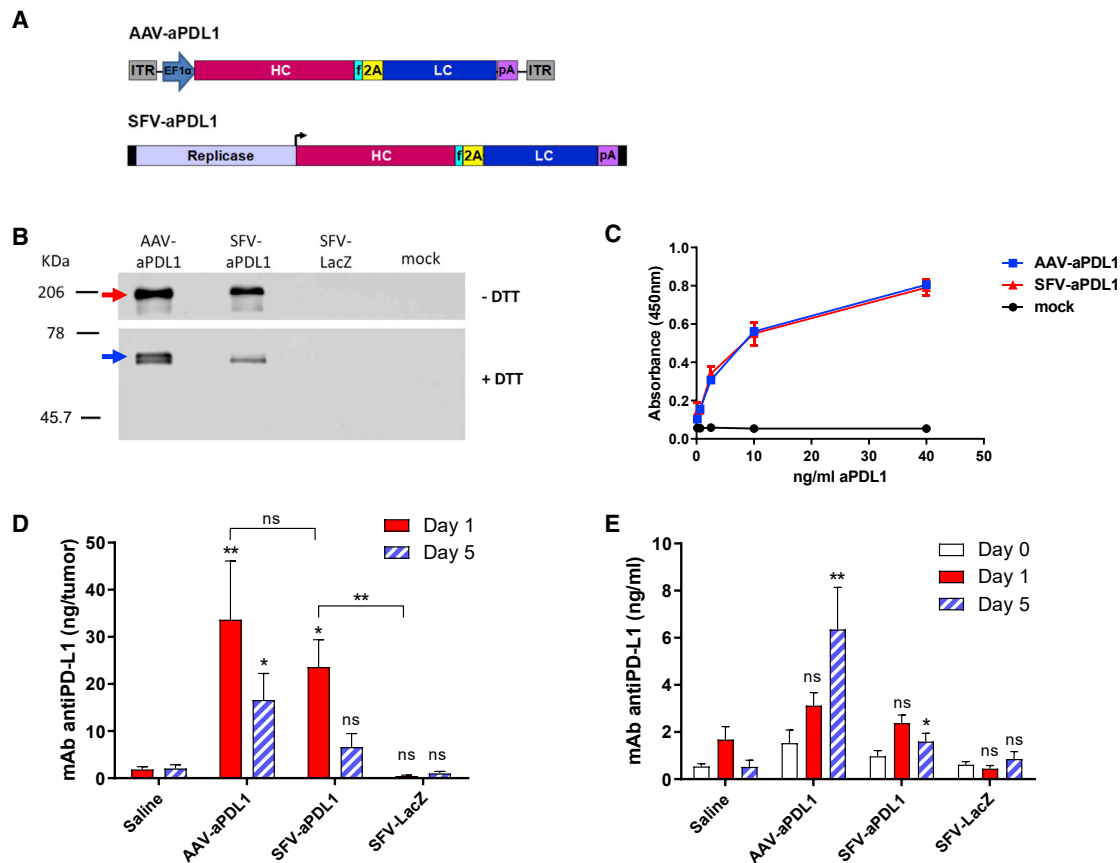 A
AAV-aPDL1
ITR EF1α HC f 2A LC pA ITR
SFV-aPDL1
Replicase HC f 2A LC pA
B
KDa
AAV-
aPDL1
SFV-
aPDL1
SFV-
LacZ
mock
206
- DTT
78
+ DTT
45.7
C
Absorbance (450nm)
1.0
0.8
0.6
0.4
0.2
0.0
0 10 20 30 40 50
ng/ml aPDL1
AAV-aPDL1
SFV-aPDL1
mock
D
mAb antiPD-L1 (ng/tumor)
50
40
30
20
10
0
Day 1
Day 5
ns
**
*
**
*
ns
ns ns
Saline
AAV-aPDL1
SFV-aPDL1
SFV-LacZ
E
mAb antiPD-L1 (ng/ml)
10
8
6
4
2
0
Day 0
Day 1
Day 5
ns
**
ns
*
ns ns
Saline
AAV-aPDL1
SFV-aPDL1
SFV-LacZ